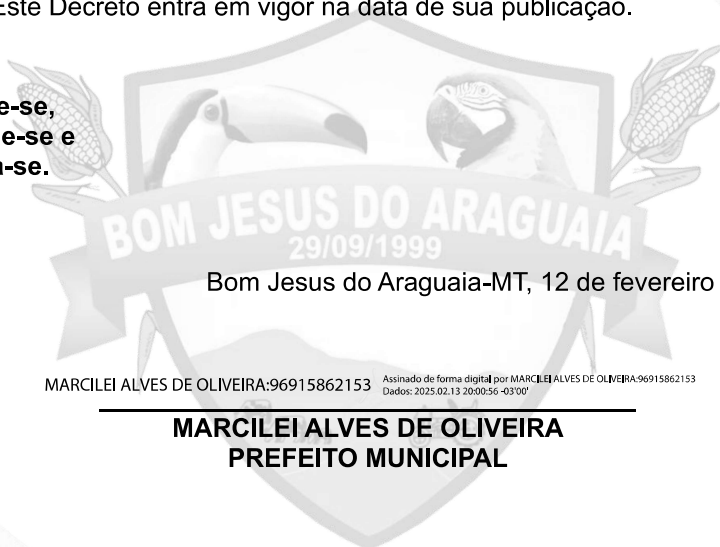 Este Decreto entra em vigor na data de sua publicação.
e-se,
e-se e
a-se.
BOM JESUS DO ARAGUAIA
29/09/1999
Bom Jesus do Araguaia-MT, 12 de fevereiro
MARCILEI ALVES DE OLIVEIRA:96915862153
Assinado de forma digital por MARCILEI ALVES DE OLIVEIRA:96915862153
Dados: 2025.02.13 20:00:56 -03'00'
MARCILEI ALVES DE OLIVEIRA
PREFEITO MUNICIPAL